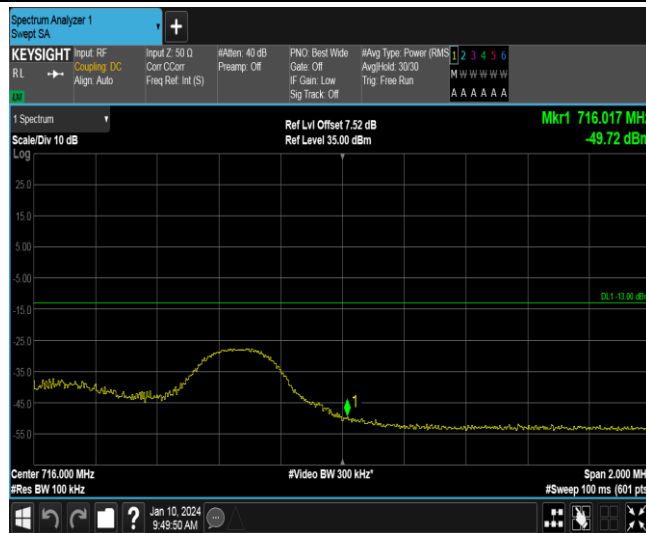 Spectrum Analyzer 1
Swept SA
+
KEYSIGHT
RL
Input: RF
Coupling: DC
Align: Auto
Input Z: 50 Ω
Corr CCorr
Freq Ref: Int (S)
#Atten: 40 dB
Preamp: Off
PNO: Best Wide
Gate: Off
IF Gain: Low
Sig Track: Off
#Avg Type: Power (RMS
Avg|Hold: 30/30
Trig: Free Run
1 2 3 4 5 6
M W W W W W
A A A A A A
1 Spectrum
Scale/Div 10 dB
Log
Ref Lvl Offset 7.52 dB
Ref Level 35.00 dBm
Mkr1 716.017 MHz
-49.72 dBm
25.0
15.0
5.00
-5.00
-15.0
-25.0
-35.0
-45.0
-55.0
DL1 -13.00 dBm
1
Center 716.000 MHz
#Res BW 100 kHz
#Video BW 300 kHz*
Span 2.000 MH
#Sweep 100 ms (601 pts
?
Jan 10, 2024
9:49:50 AM